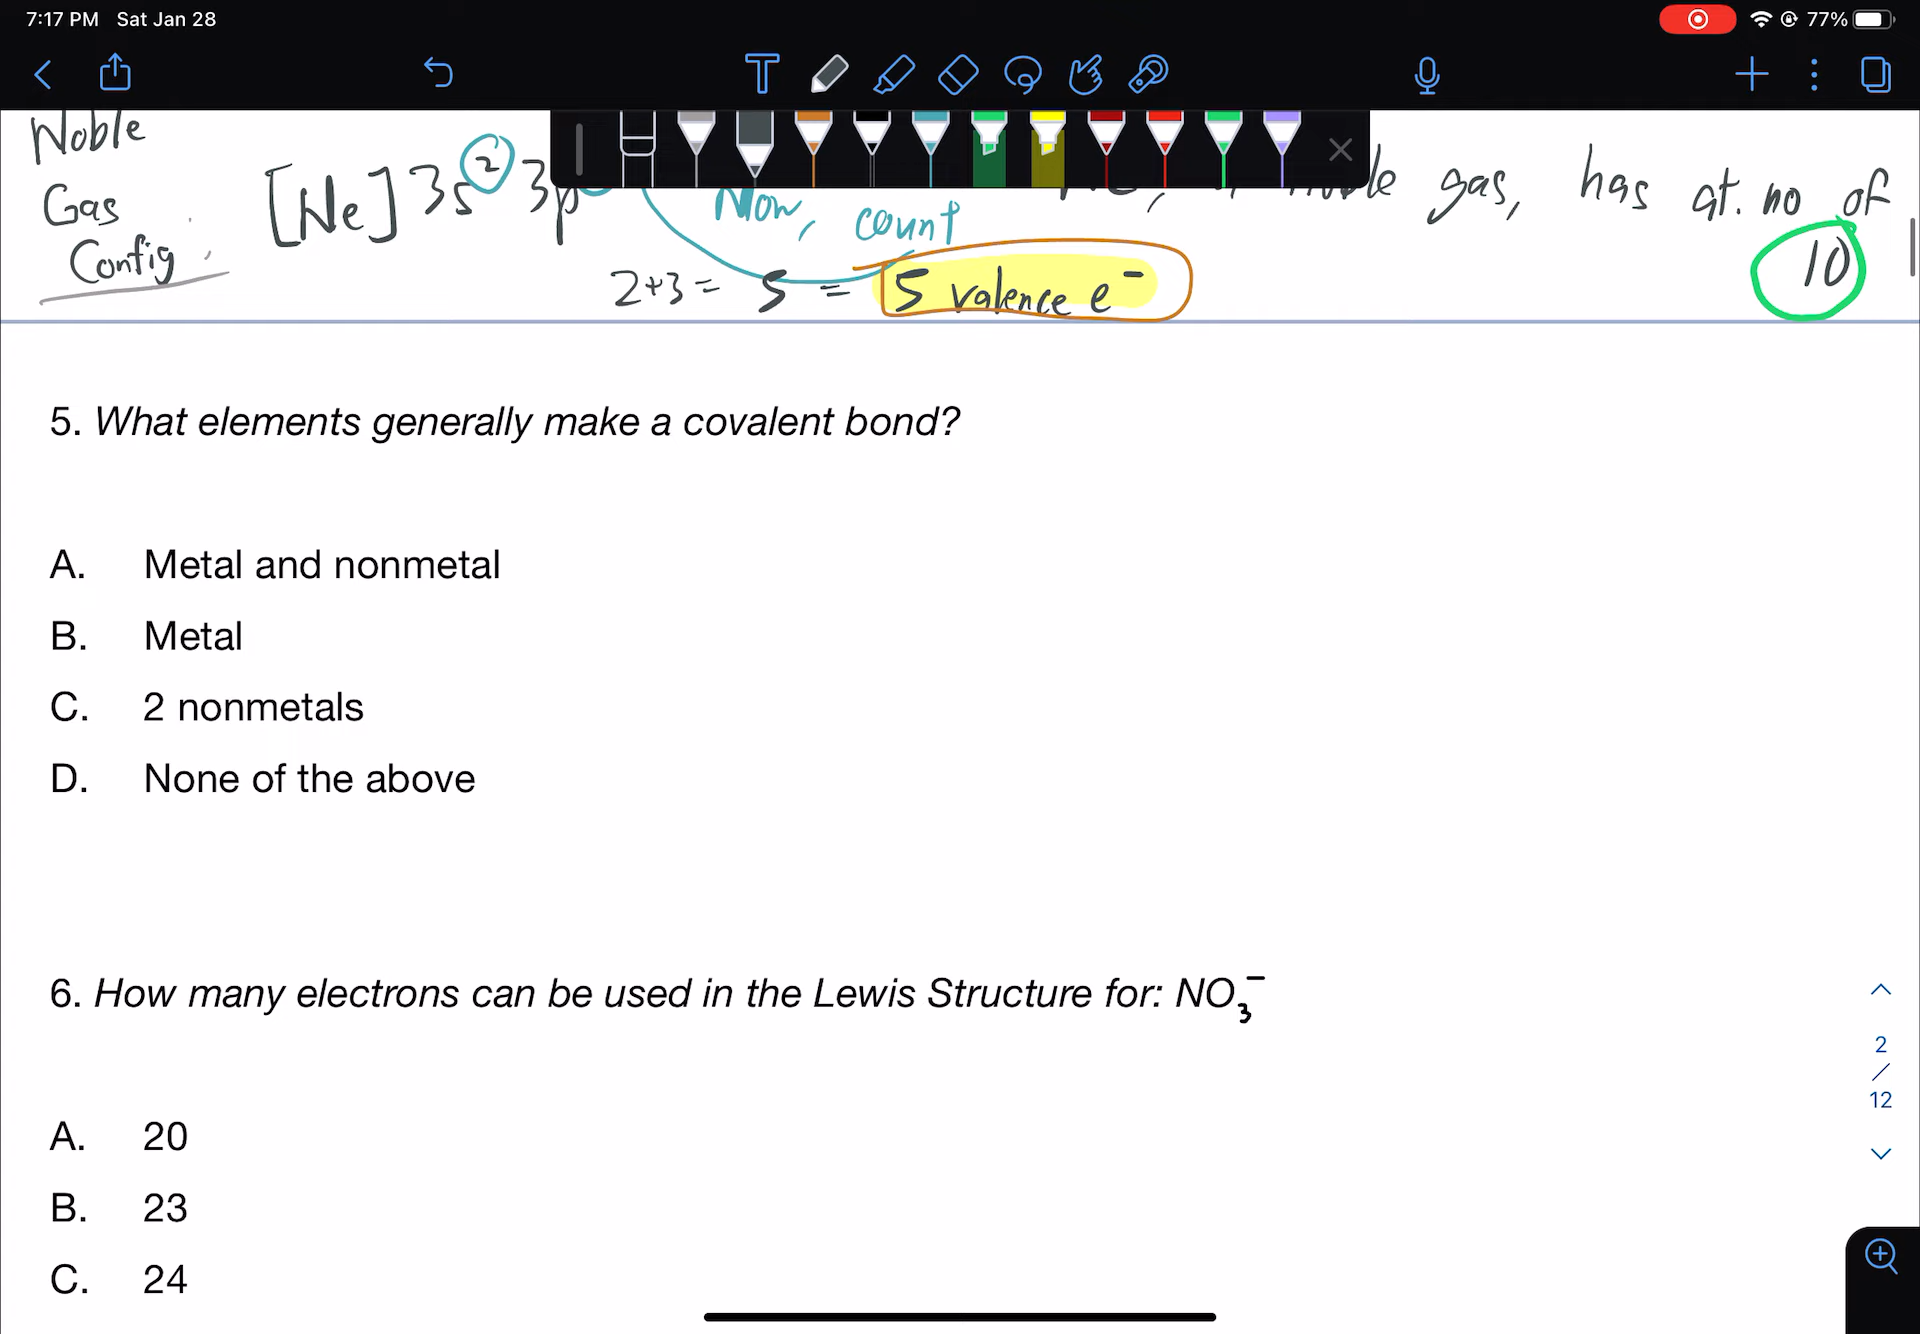 7:17 PM Sat Jan 28
77%
Noble
Gas
Config.
[Ne] 3s² 3p
Now, count
gas, has at. no of
10
2+3 = 5 = 5 valence e⁻
5. What elements generally make a covalent bond?
A. Metal and nonmetal
B. Metal
C. 2 nonmetals
D. None of the above
6. How many electrons can be used in the Lewis Structure for: NO₃⁻
A. 20
B. 23
C. 24
2
/
12